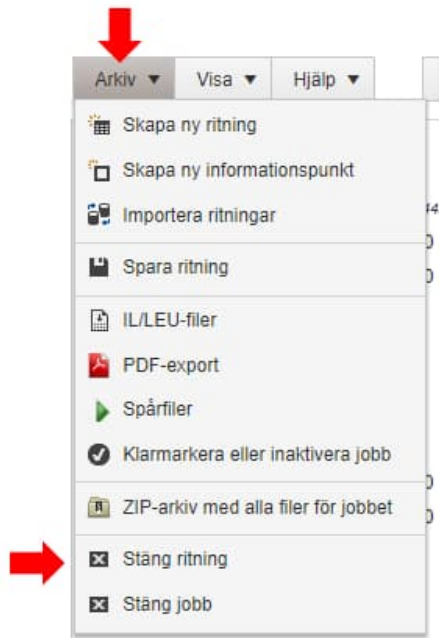 Arkiv ▼ Visa ▼ Hjälp ▼
Skapa ny ritning
Skapa ny informationspunkt
Importera ritningar
Spara ritning
IL/LEU-filer
PDF-export
Spårfiler
Klarmarkera eller inaktivera jobb
ZIP-arkiv med alla filer för jobbet
Stäng ritning
Stäng jobb